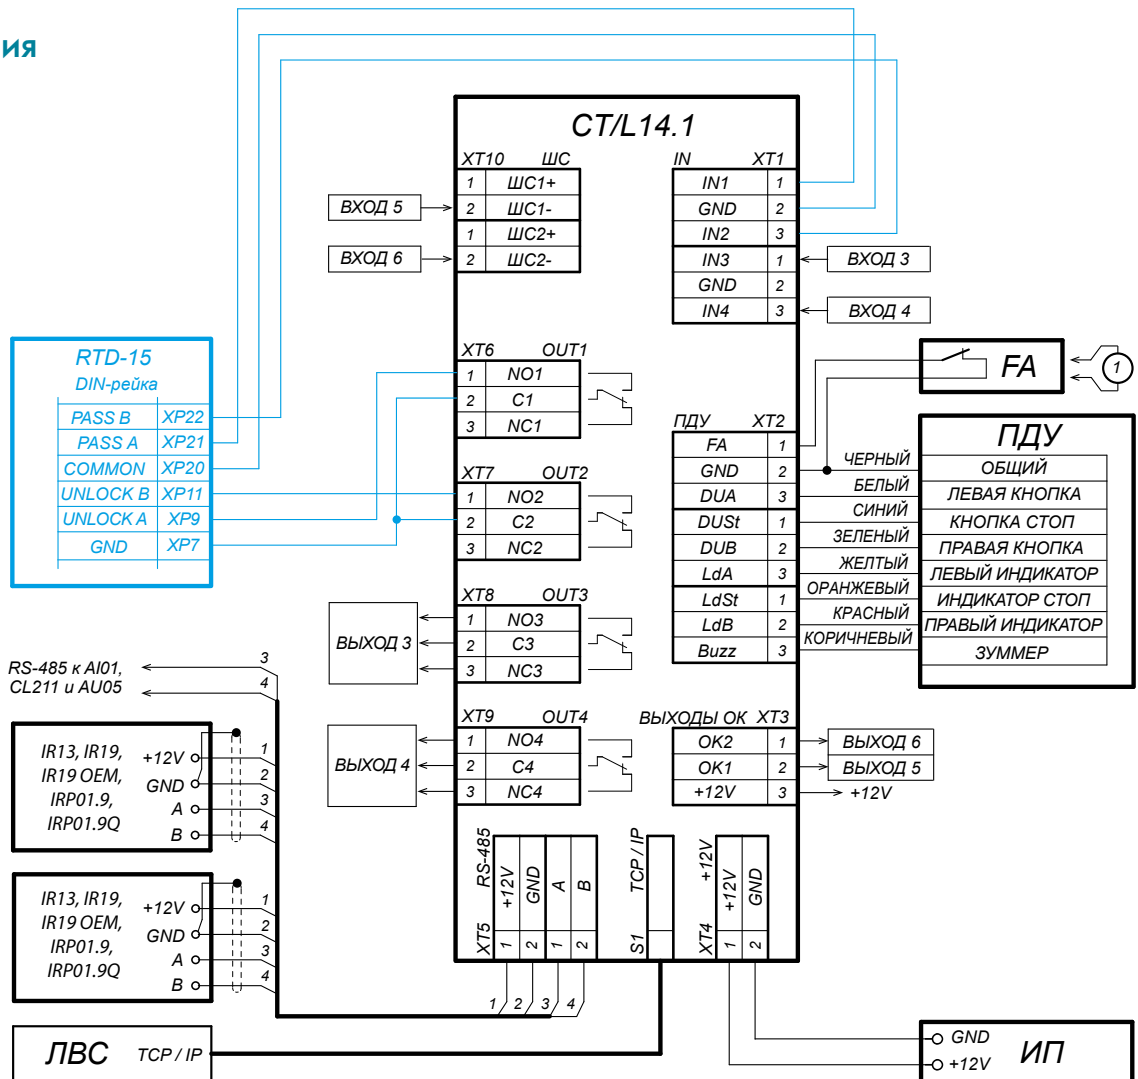 ия
CT/L14.1
XT10 ШС
1 ШС1+
2 ШС1-
1 ШС2+
2 ШС2-
ВХОД 5
ВХОД 6
IN XT1
IN1 1
GND 2
IN2 3
IN3 1
GND 2
IN4 3
ВХОД 3
ВХОД 4
RTD-15
DIN-рейка
PASS B XP22
PASS A XP21
COMMON XP20
UNLOCK B XP11
UNLOCK A XP9
GND XP7
XT6 OUT1
1 NO1
2 C1
3 NC1
XT7 OUT2
1 NO2
2 C2
3 NC2
XT8 OUT3
1 NO3
2 C3
3 NC3
ВЫХОД 3
XT9 OUT4
1 NO4
2 C4
3 NC4
ВЫХОД 4
FA
1
ПДУ XT2
FA 1
GND 2
DUA 3
DUSt 1
DUB 2
LdA 3
LdSt 1
LdB 2
Buzz 3
ЧЕРНЫЙ
БЕЛЫЙ
СИНИЙ
ЗЕЛЕНЫЙ
ЖЕЛТЫЙ
ОРАНЖЕВЫЙ
КРАСНЫЙ
КОРИЧНЕВЫЙ
ПДУ
ОБЩИЙ
ЛЕВАЯ КНОПКА
КНОПКА СТОП
ПРАВАЯ КНОПКА
ЛЕВЫЙ ИНДИКАТОР
ИНДИКАТОР СТОП
ПРАВЫЙ ИНДИКАТОР
ЗУММЕР
ВЫХОДЫ ОК XT3
OK2 1
OK1 2
+12V 3
ВЫХОД 6
ВЫХОД 5
+12V
RS-485 к AI01,
CL211 и AU05
3
4
IR13, IR19,
IR19 OEM,
IRP01.9,
IRP01.9Q
+12V 1
GND 2
A 3
B 4
IR13, IR19,
IR19 OEM,
IRP01.9,
IRP01.9Q
+12V 1
GND 2
A 3
B 4
XT5 RS-485
1 +12V
2 GND
1 A
2 B
1 2 3 4
S1 TCP / IP
XT4 +12V
1 +12V
2 GND
ЛВС TCP / IP
GND
+12V
ИП